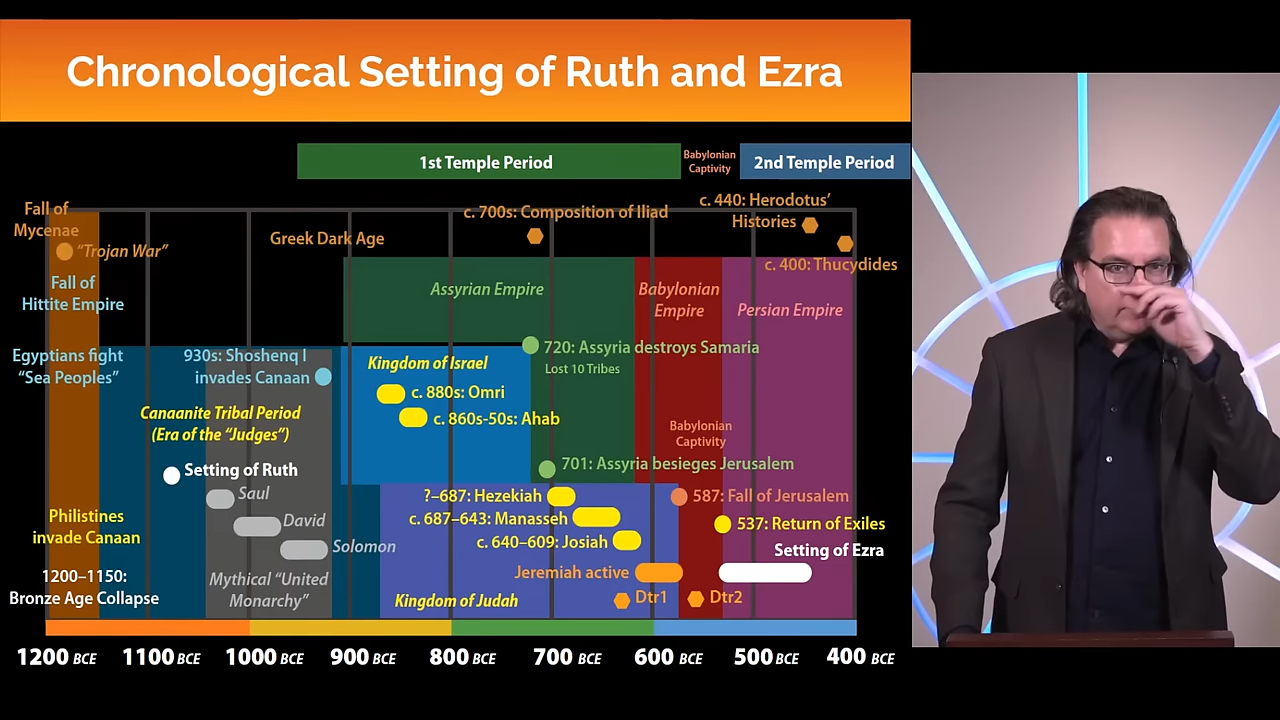 Chronological Setting of Ruth and Ezra
1st Temple Period
Babylonian
Captivity
2nd Temple Period
Fall of
Mycenae
“Trojan War”
Greek Dark Age
c. 700s: Composition of Iliad
c. 440: Herodotus’
Histories
c. 400: Thucydides
Fall of
Hittite Empire
Assyrian Empire
Babylonian
Empire
Persian Empire
Egyptians fight
“Sea Peoples”
930s: Shoshenq I
invades Canaan
Kingdom of Israel
720: Assyria destroys Samaria
Lost 10 Tribes
c. 880s: Omri
c. 860s-50s: Ahab
Canaanite Tribal Period
(Era of the “Judges”)
Babylonian
Captivity
Setting of Ruth
701: Assyria besieges Jerusalem
Saul
?–687: Hezekiah
587: Fall of Jerusalem
Philistines
invade Canaan
David
c. 687–643: Manasseh
537: Return of Exiles
Solomon
c. 640–609: Josiah
Setting of Ezra
1200–1150:
Bronze Age Collapse
Mythical “United
Monarchy”
Jeremiah active
Kingdom of Judah
Dtr1
Dtr2
1200 BCE
1100 BCE
1000 BCE
900 BCE
800 BCE
700 BCE
600 BCE
500 BCE
400 BCE